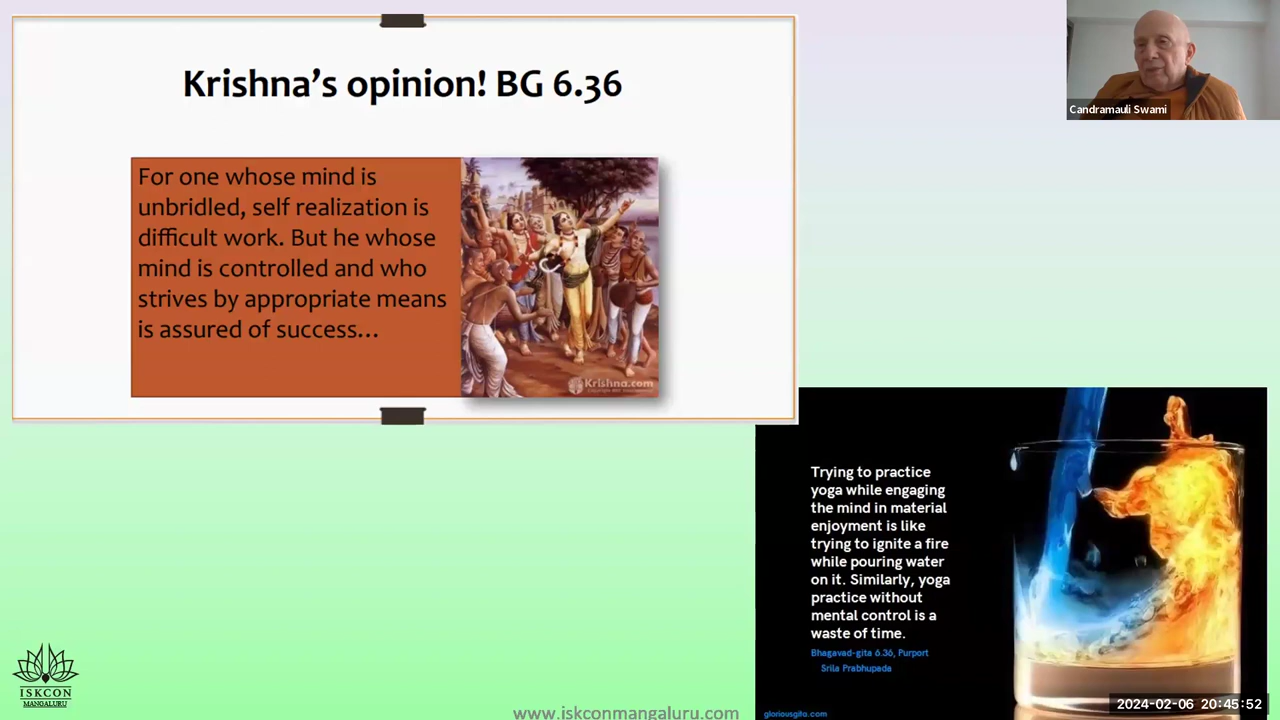 Krishna's opinion! BG 6.36
For one whose mind is
unbridled, self realization is
difficult work. But he whose
mind is controlled and who
strives by appropriate means
is assured of success...
Krishna.com
Candramauli Swami
Trying to practice
yoga while engaging
the mind in material
enjoyment is like
trying to ignite a fire
while pouring water
on it. Similarly, yoga
practice without
mental control is a
waste of time.
Bhagavad-gita 6.36, Purport
Srila Prabhupada
gloriousgita.com
2024-02-06 20:45:52
ISKCON
MANGALURU
www.iskconmangaluru.com